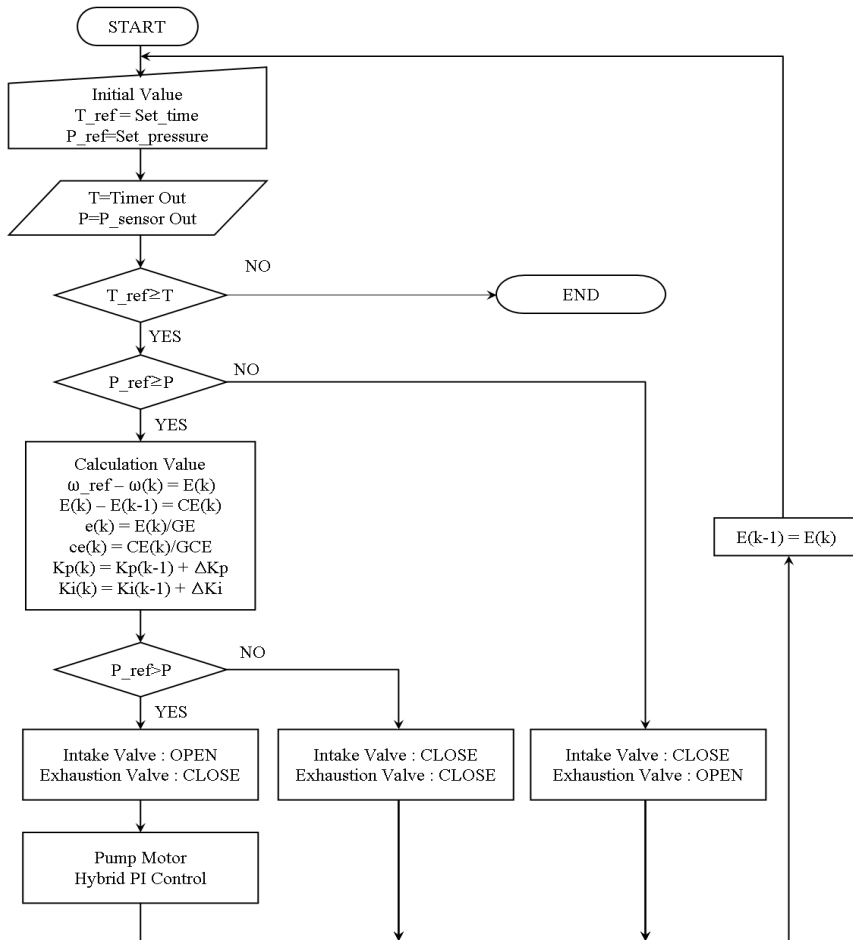 START
Initial Value
T_ref = Set_time
P_ref=Set_pressure
T=Timer Out
P=P_sensor Out
NO
T_ref≥T
END
YES
NO
P_ref≥P
YES
Calculation Value
ω_ref – ω(k) = E(k)
E(k) – E(k-1) = CE(k)
e(k) = E(k)/GE
ce(k) = CE(k)/GCE
Kp(k) = Kp(k-1) + ΔKp
Ki(k) = Ki(k-1) + ΔKi
E(k-1) = E(k)
NO
P_ref>P
YES
Intake Valve : OPEN
Exhaustion Valve : CLOSE
Intake Valve : CLOSE
Exhaustion Valve : CLOSE
Intake Valve : CLOSE
Exhaustion Valve : OPEN
Pump Motor
Hybrid PI Control